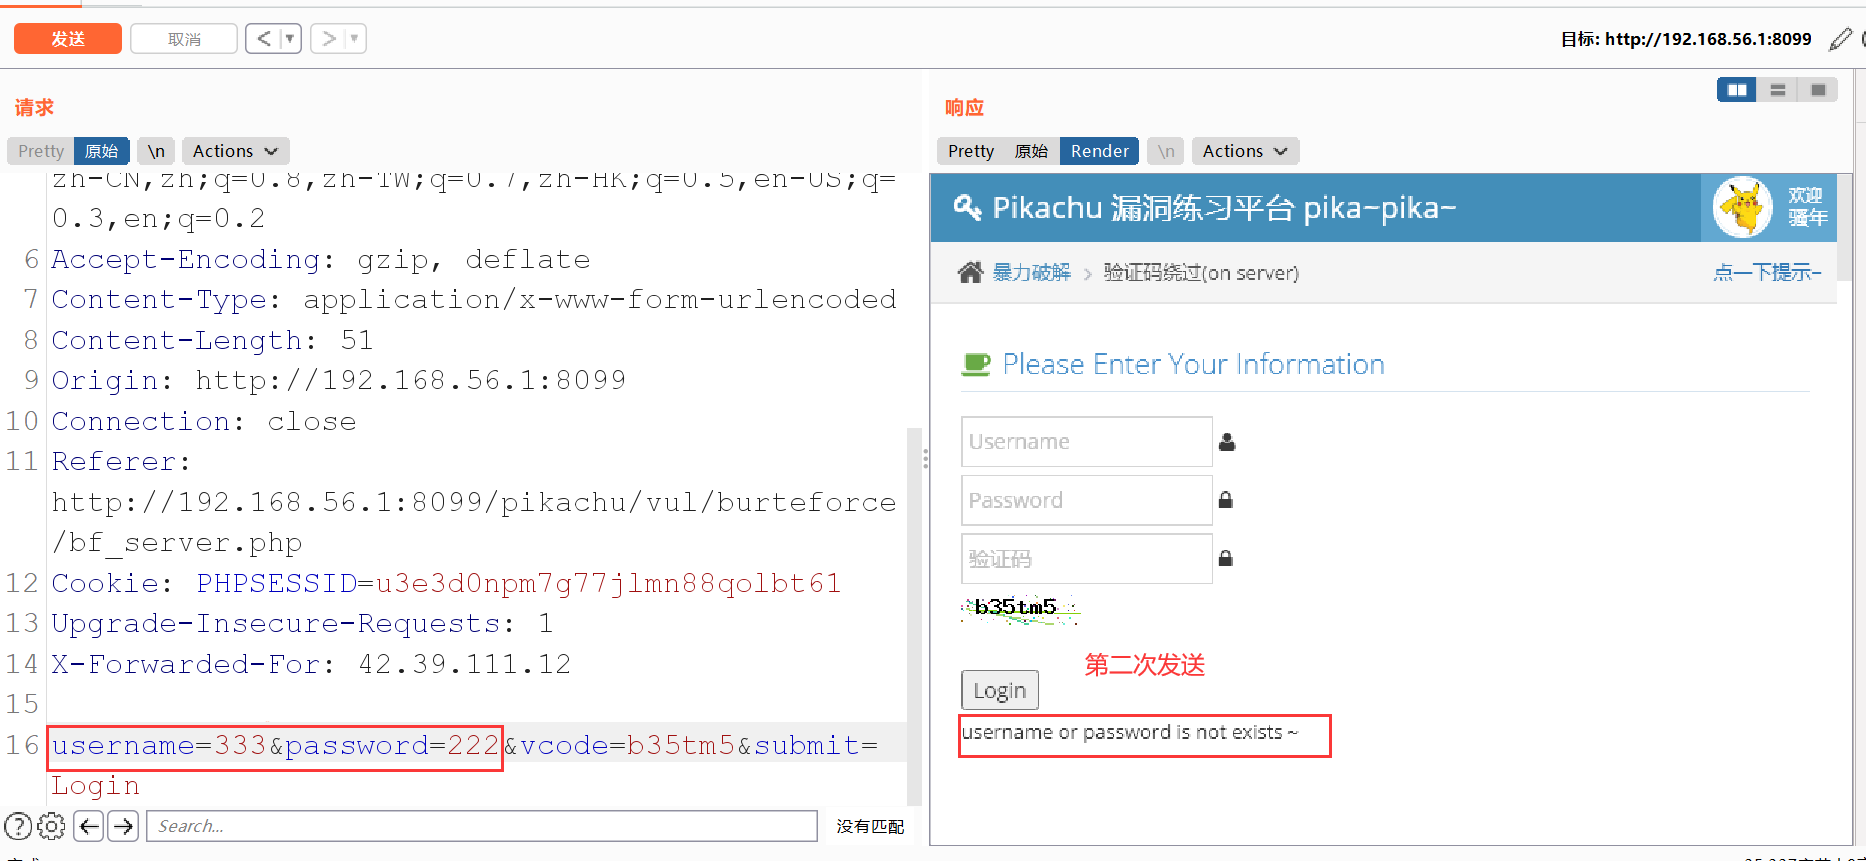 发送
取消
目标: http://192.168.56.1:8099
请求
响应
Pretty 原始 \n Actions
Pretty 原始 Render \n Actions
zh-CN,zh;q=0.8,zh-TW;q=0.7,zh-HK;q=0.5,en-US;q=
0.3,en;q=0.2
6 Accept-Encoding: gzip, deflate
7 Content-Type: application/x-www-form-urlencoded
8 Content-Length: 51
9 Origin: http://192.168.56.1:8099
10 Connection: close
11 Referer:
http://192.168.56.1:8099/pikachu/vul/burteforce
/bf_server.php
12 Cookie: PHPSESSID=u3e3d0npm7g77jlmn88qolbt61
13 Upgrade-Insecure-Requests: 1
14 X-Forwarded-For: 42.39.111.12
15
16 username=333&password=222&vcode=b35tm5&submit=
Login
Search...
没有匹配
Pikachu 漏洞练习平台 pika~pika~
欢迎
骚年
暴力破解 > 验证码绕过(on server)
点一下提示~
Please Enter Your Information
Username
Password
验证码
b35tm5
第二次发送
Login
username or password is not exists ~